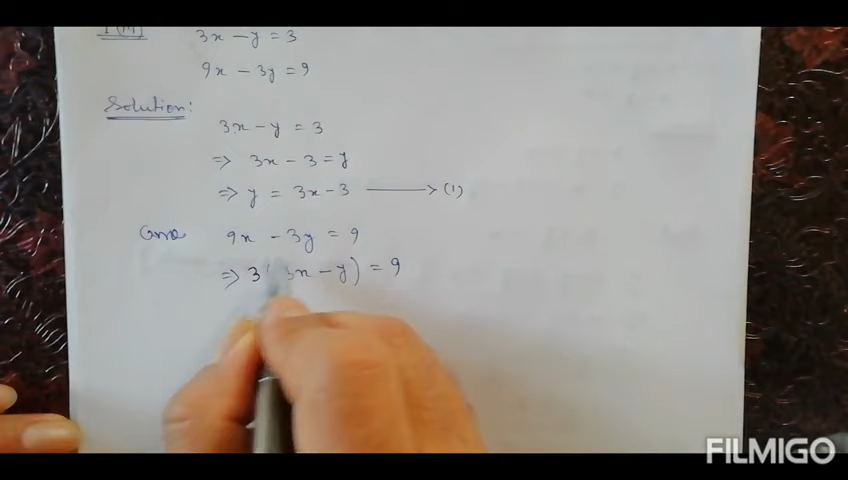 3x - y = 3
9x - 3y = 9
Solution:
3x - y = 3
=> 3x - 3 = y
=> y = 3x - 3 ———> (1)
9x - 3y = 9
=> 3(3x - y) = 9
FILMIGO